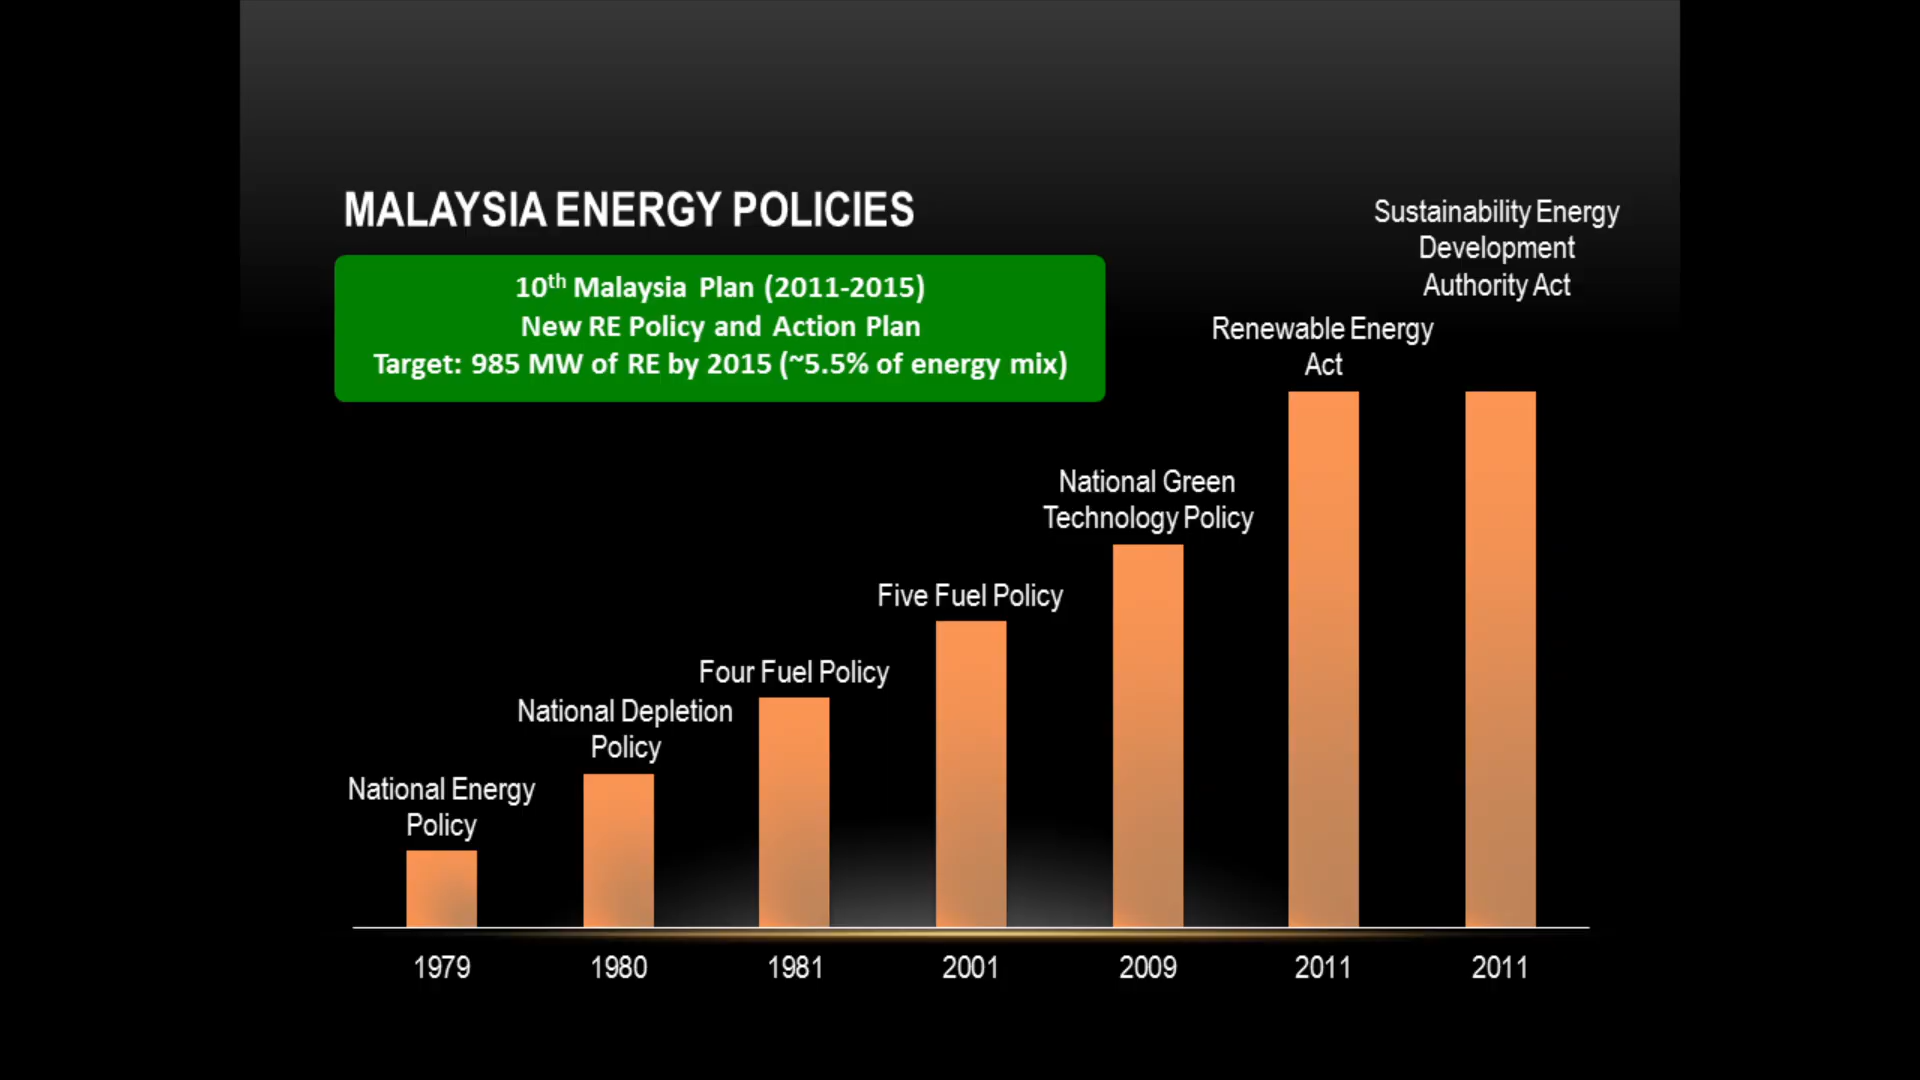 MALAYSIA ENERGY POLICIES
10th Malaysia Plan (2011-2015)
New RE Policy and Action Plan
Target: 985 MW of RE by 2015 (~5.5% of energy mix)
Sustainability Energy
Development
Authority Act
Renewable Energy
Act
National Green
Technology Policy
Five Fuel Policy
Four Fuel Policy
National Depletion
Policy
National Energy
Policy
1979
1980
1981
2001
2009
2011
2011